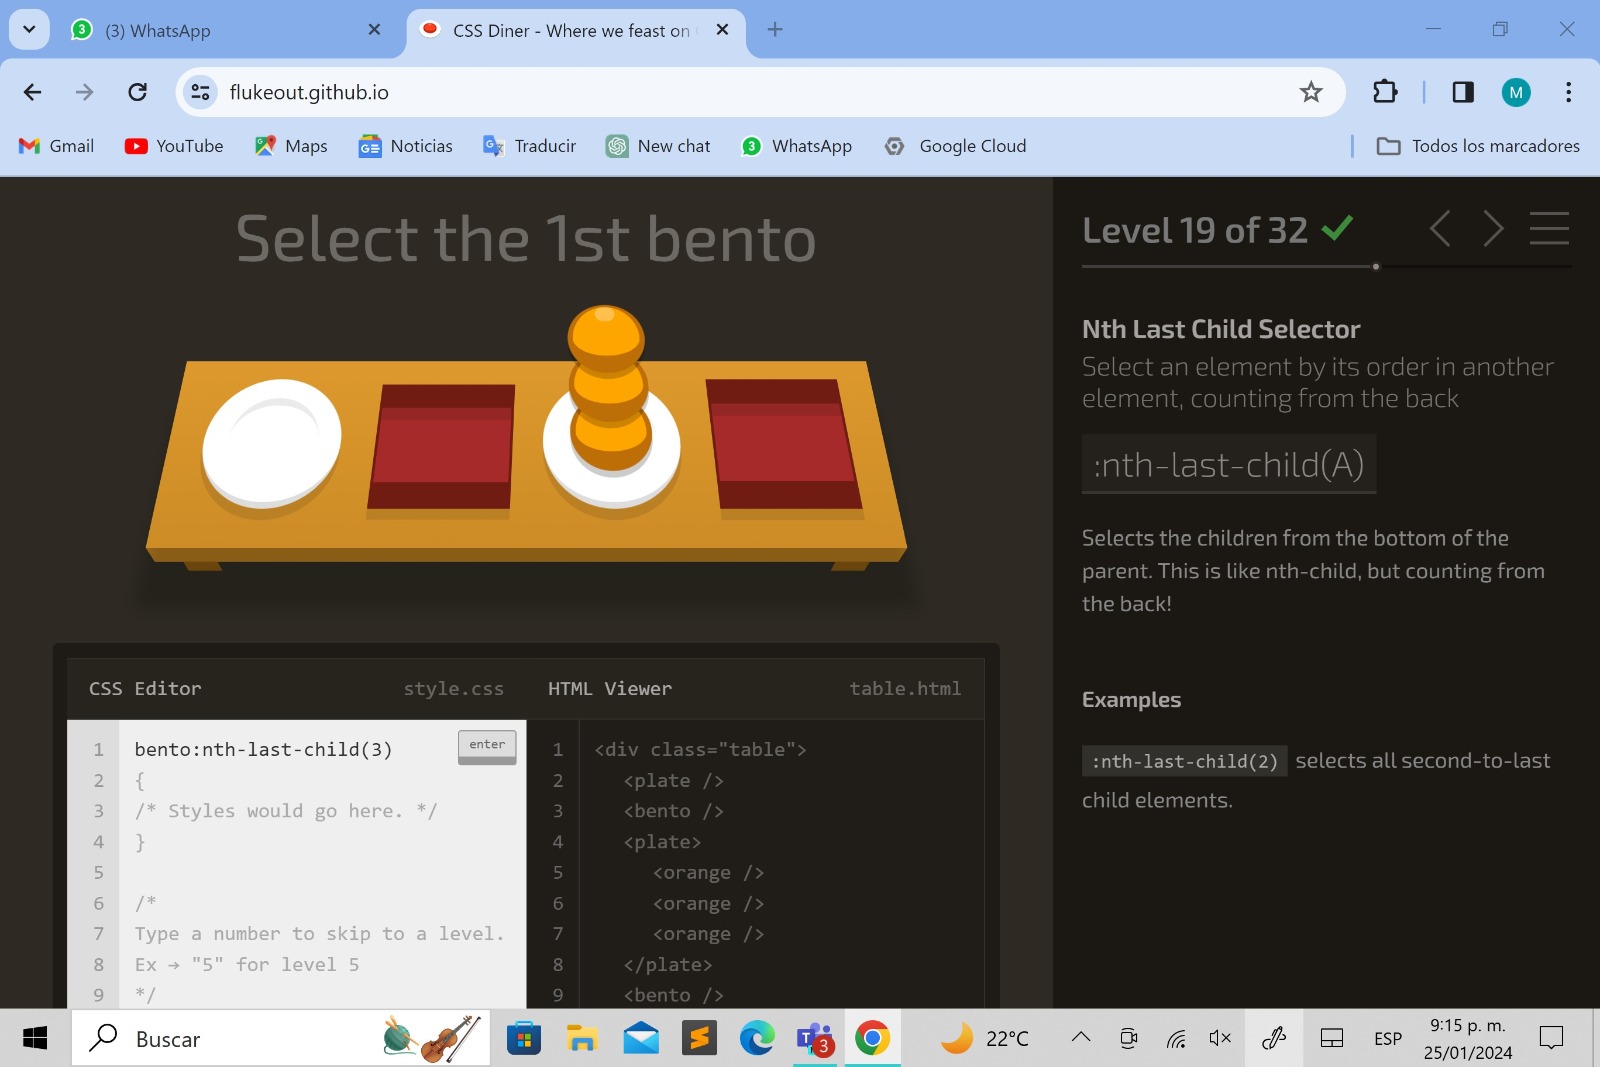 3 (3) WhatsApp
CSS Diner - Where we feast on
flukeout.github.io
M
Gmail YouTube Maps Noticias Traducir New chat 3 WhatsApp Google Cloud Todos los marcadores
Select the 1st bento
Level 19 of 32
Nth Last Child Selector
Select an element by its order in another
element, counting from the back
:nth-last-child(A)
Selects the children from the bottom of the
parent. This is like nth-child, but counting from
the back!
Examples
:nth-last-child(2) selects all second-to-last
child elements.
CSS Editor style.css
1 bento:nth-last-child(3) enter
2 {
3 /* Styles would go here. */
4 }
5
6 /*
7 Type a number to skip to a level.
8 Ex → "5" for level 5
9 */
HTML Viewer table.html
1 <div class="table">
2 <plate />
3 <bento />
4 <plate>
5 <orange />
6 <orange />
7 <orange />
8 </plate>
9 <bento />
Buscar
3
22°C
ESP
9:15 p. m.
25/01/2024